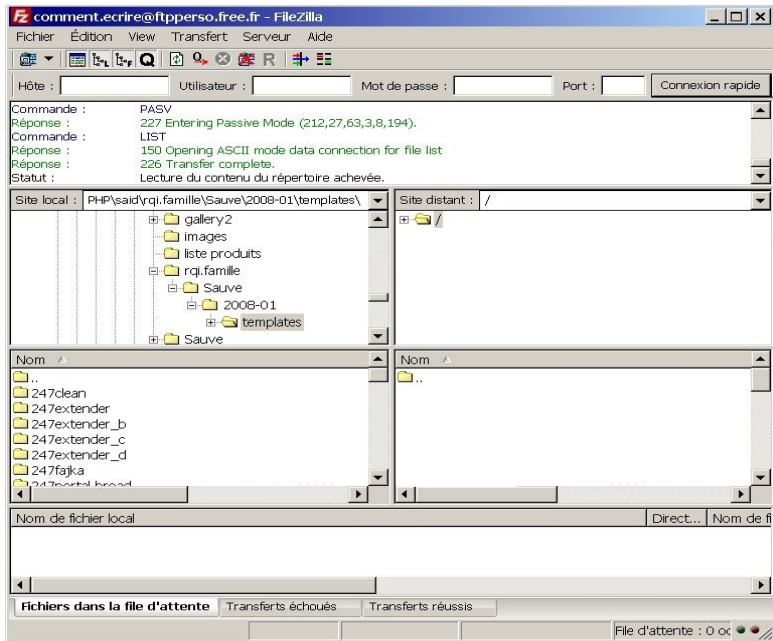 comment.ecrire@ftpperso.free.fr - FileZilla
Fichier Édition View Transfert Serveur Aide
Hôte : Utilisateur : Mot de passe : Port : Connexion rapide
Commande : PASV
Réponse : 227 Entering Passive Mode (212,27,63,3,8,194).
Commande : LIST
Réponse : 150 Opening ASCII mode data connection for file list
Réponse : 226 Transfer complete.
Statut : Lecture du contenu du répertoire achevée.
Site local : PHP\said\rqi.famille\Sauve\2008-01\templates\ Site distant : /
gallery2 /
images
liste produits
rqi.famille
Sauve
2008-01
templates
Sauve
Nom Nom
.. ..
247clean
247extender
247extender_b
247extender_c
247extender_d
247fajka
247portal broad
Nom de fichier local Direct... Nom de fi
Fichiers dans la file d'attente Transferts échoués Transferts réussis
File d'attente : 0 oc